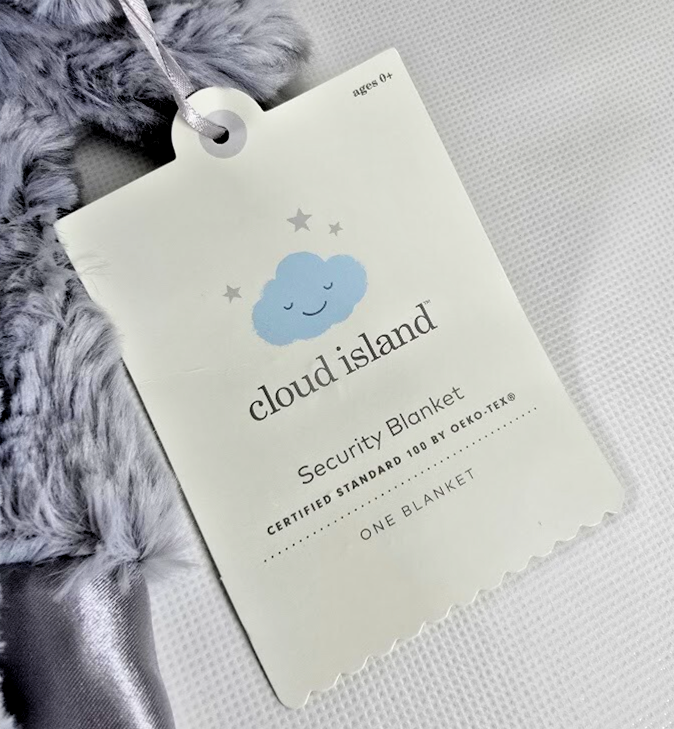 ages 0+
cloud island™
Security Blanket
CERTIFIED STANDARD 100 BY OEKO-TEX®
ONE BLANKET